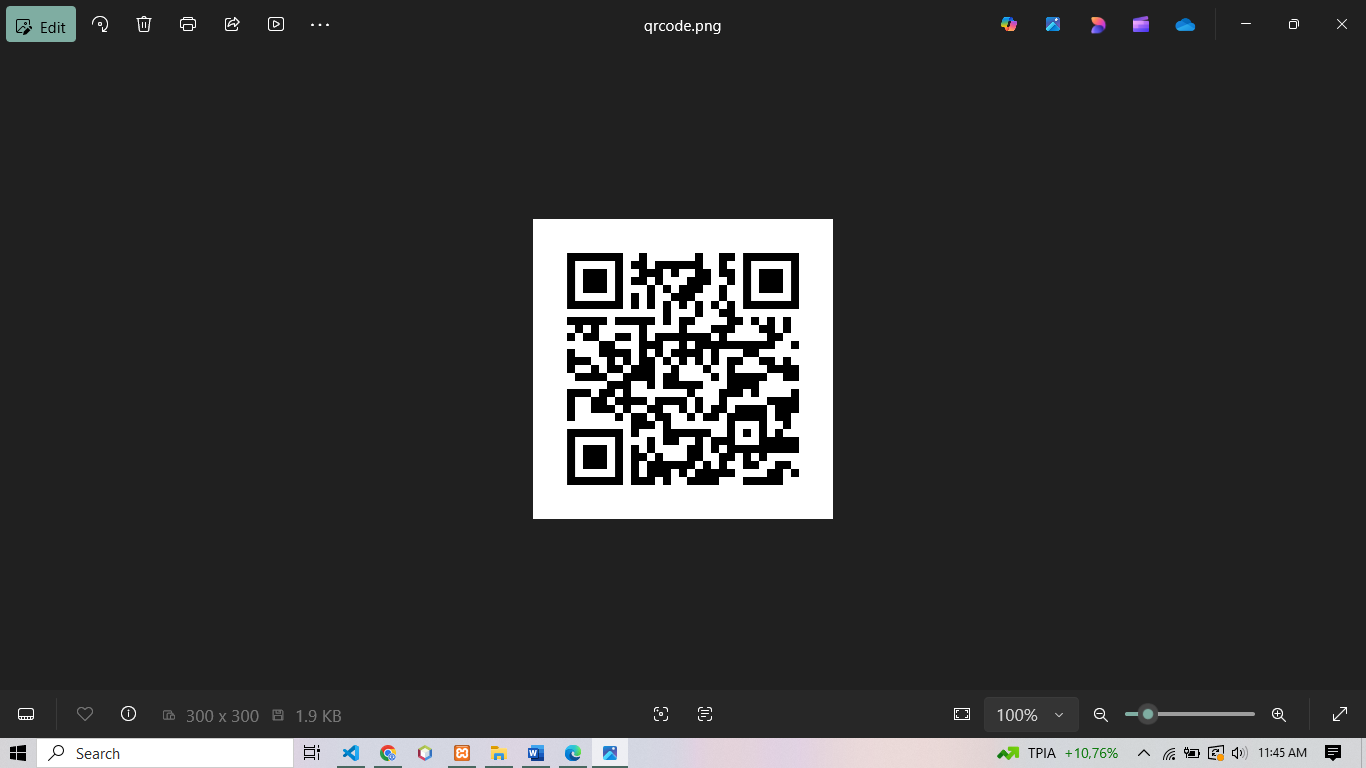 Edit
qrcode.png
300 x 300 1.9 KB
100%
Search
TPIA +10,76% 11:45 AM